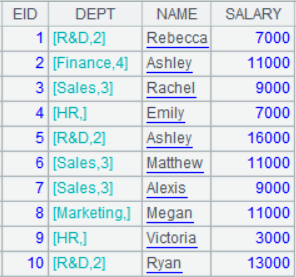 EID DEPT NAME SALARY
1 [R&D,2] Rebecca 7000
2 [Finance,4] Ashley 11000
3 [Sales,3] Rachel 9000
4 [HR,] Emily 7000
5 [R&D,2] Ashley 16000
6 [Sales,3] Matthew 11000
7 [Sales,3] Alexis 9000
8 [Marketing,] Megan 11000
9 [HR,] Victoria 3000
10 [R&D,2] Ryan 13000